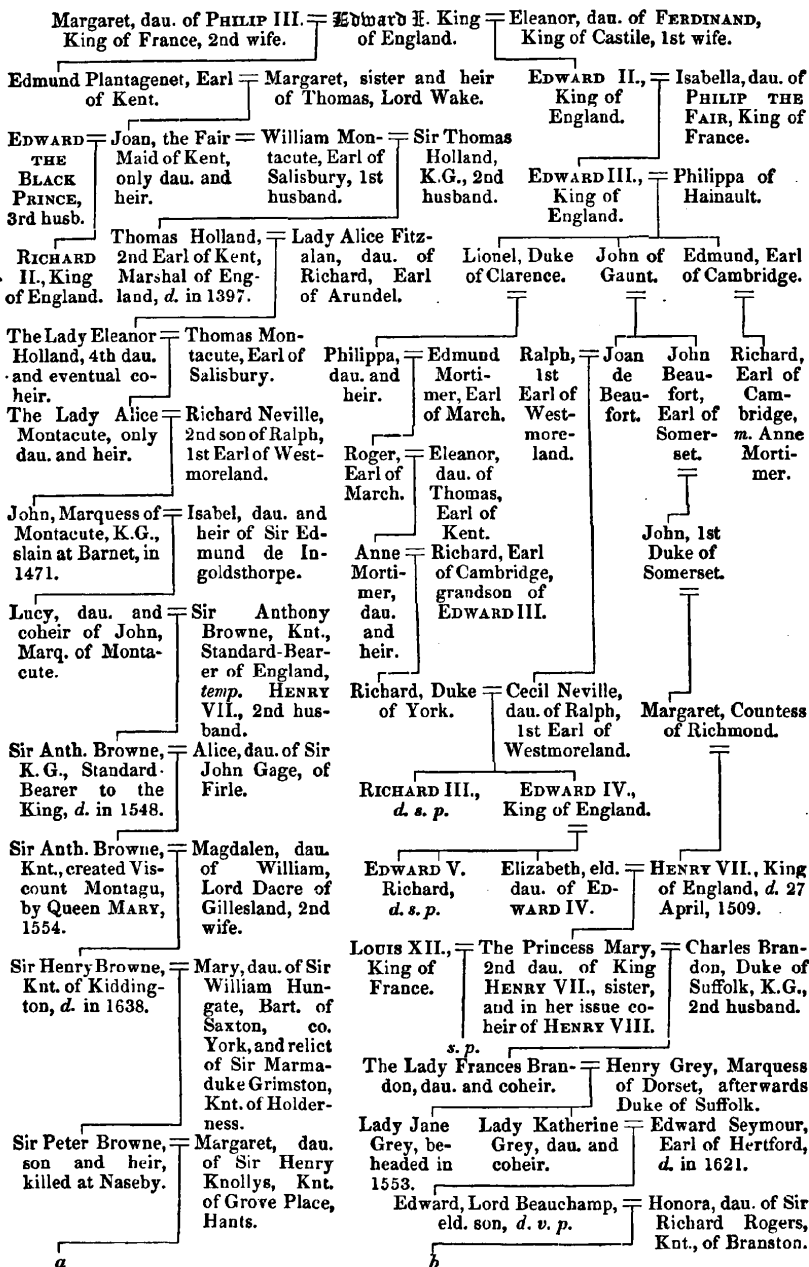 Margaret, dau. of PHILIP III.
King of France, 2nd wife.
Edward I. King
of England.
Eleanor, dau. of FERDINAND,
King of Castile, 1st wife.
Edmund Plantagenet, Earl
of Kent.
Margaret, sister and heir
of Thomas, Lord Wake.
EDWARD II.,
King of
England.
Isabella, dau. of
PHILIP THE
FAIR, King of
France.
EDWARD
THE
BLACK
PRINCE,
3rd husb.
Joan, the Fair
Maid of Kent,
only dau. and
heir.
William Mon-
tacute, Earl of
Salisbury, 1st
husband.
Sir Thomas
Holland,
K.G., 2nd
husband.
EDWARD III.,
King of
England.
Philippa of
Hainault.
RICHARD
II., King
of England.
Thomas Holland,
2nd Earl of Kent,
Marshal of Eng-
land, d. in 1397.
Lady Alice Fitz-
alan, dau. of
Richard, Earl
of Arundel.
Lionel, Duke
of Clarence.
John of
Gaunt.
Edmund, Earl
of Cambridge.
The Lady Eleanor
Holland, 4th dau.
and eventual co-
heir.
Thomas Mon-
tacute, Earl of
Salisbury.
Philippa,
dau. and
heir.
Edmund
Morti-
mer, Earl
of March.
Ralph,
1st
Earl of
West-
more-
land.
Joan
de
Beau-
fort.
John
Beau-
fort,
Earl of
Somer-
set.
Richard,
Earl of
Cam-
bridge,
m. Anne
Morti-
mer.
The Lady Alice
Montacute, only
dau. and heir.
Richard Neville,
2nd son of Ralph,
1st Earl of West-
moreland.
Roger,
Earl of
March.
Eleanor,
dau. of
Thomas,
Earl of
Kent.
John, Marquess of
Montacute, K.G.,
slain at Barnet, in
1471.
Isabel, dau. and
heir of Sir Ed-
mund de In-
goldsthorpe.
Anne
Morti-
mer,
dau.
and
heir.
Richard, Earl
of Cambridge,
grandson of
EDWARD III.
John, 1st
Duke of
Somerset.
Lucy, dau. and
coheir of John,
Marq. of Monta-
cute.
Sir Anthony
Browne, Knt.,
Standard-Bear-
er of England,
temp. HENRY
VII., 2nd hus-
band.
Richard, Duke
of York.
Cecil Neville,
dau. of Ralph,
1st Earl of
Westmoreland.
Margaret, Countess
of Richmond.
Sir Anth. Browne,
K.G., Standard-
Bearer to the
King, d. in 1548.
Alice, dau. of Sir
John Gage, of
Firle.
RICHARD III.,
d. s. p.
EDWARD IV.,
King of England.
Sir Anth. Browne,
Knt., created Vis-
count Montagu,
by Queen MARY,
1554.
Magdalen, dau.
of William,
Lord Dacre of
Gillesland, 2nd
wife.
EDWARD V.
Richard,
d. s. p.
Elizabeth, eld.
dau. of ED-
WARD IV.
HENRY VII., King
of England, d. 27
April, 1509.
Sir Henry Browne,
Knt. of Kidding-
ton, d. in 1638.
Mary, dau. of Sir
William Hun-
gate, Bart. of
Saxton, co.
York, and relict
of Sir Marma-
duke Grimston,
Knt. of Holder-
ness.
LOUIS XII.,
King of
France.
The Princess Mary,
2nd dau. of King
HENRY VII., sister,
and in her issue co-
heir of HENRY VIII.
Charles Bran-
don, Duke of
Suffolk, K.G.,
2nd husband.
s. p.
The Lady Frances Bran-
don, dau. and coheir.
Henry Grey, Marquess
of Dorset, afterwards
Duke of Suffolk.
Sir Peter Browne,
son and heir,
killed at Naseby.
Margaret, dau.
of Sir Henry
Knollys, Knt.
of Grove Place,
Hants.
Lady Jane
Grey, be-
headed in
1553.
Lady Katherine
Grey, dau. and
coheir.
Edward Seymour,
Earl of Hertford,
d. in 1621.
Edward, Lord Beauchamp,
eld. son, d. v. p.
Honora, dau. of Sir
Richard Rogers,
Knt., of Branston.
a
b